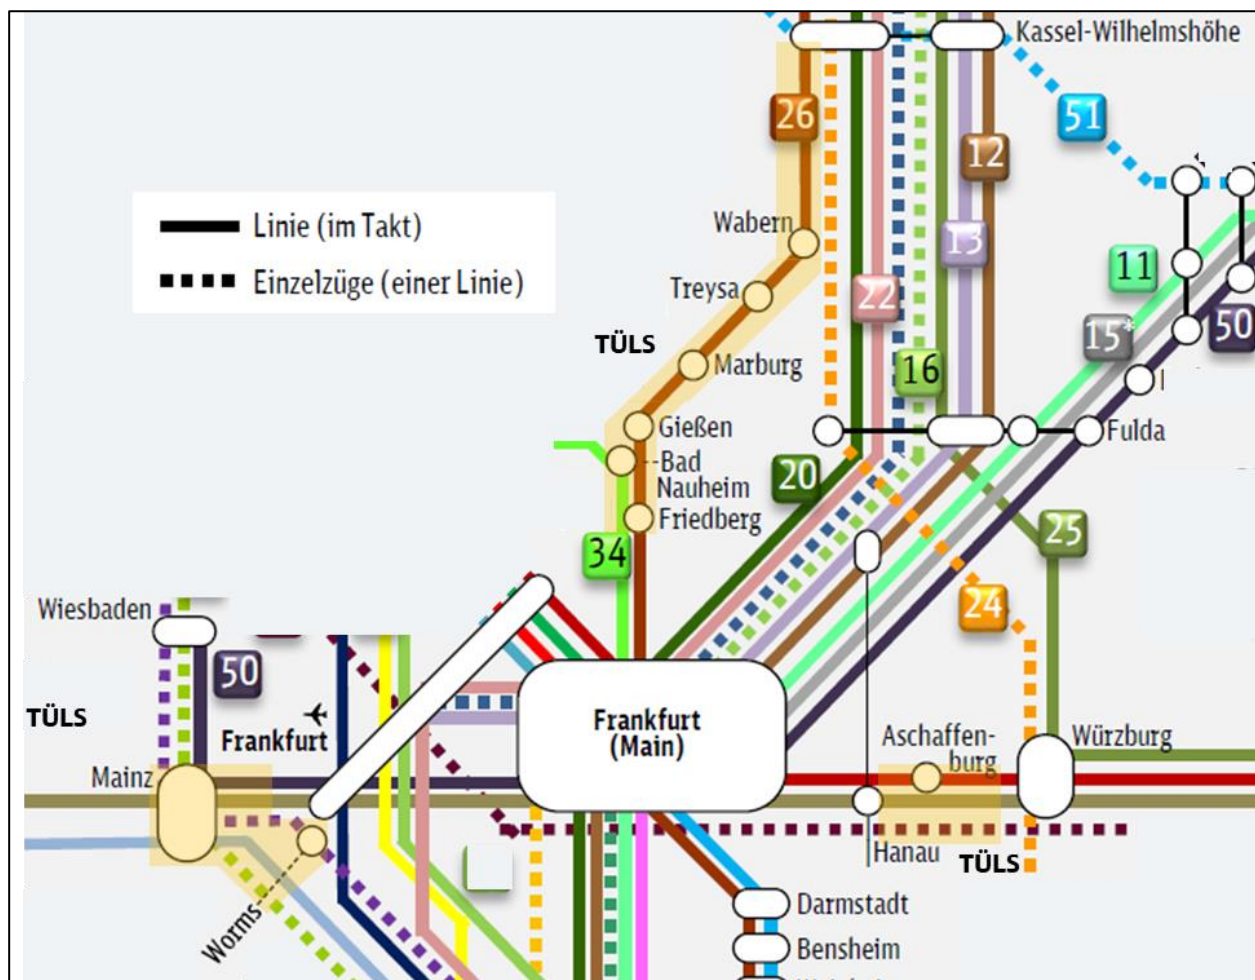 Kassel-Wilhelmshöhe
26
51
12
Linie (im Takt)
Einzelzüge (einer Linie)
Wabern
13
11
Treysa
22
15*
50
TÜLS
Marburg
16
Gießen
Fulda
Bad
Nauheim
20
Friedberg
34
25
24
Wiesbaden
50
TÜLS
Frankfurt
Frankfurt
(Main)
Mainz
Aschaffen-
burg
Würzburg
Hanau
TÜLS
Worms
Darmstadt
Bensheim